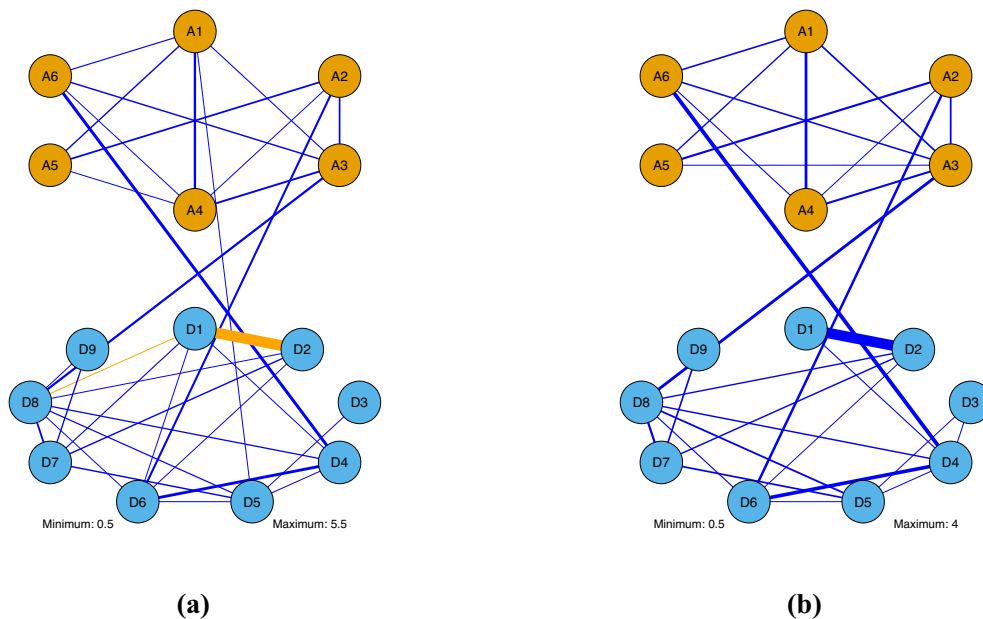 A1
A6
A2
A5
A3
A4
D1
D9
D2
D8
D3
D7
D4
D6
D5
Minimum: 0.5
Maximum: 5.5
(a)
A1
A6
A2
A5
A3
A4
D1
D9
D2
D8
D3
D7
D4
D6
D5
Minimum: 0.5
Maximum: 4
(b)